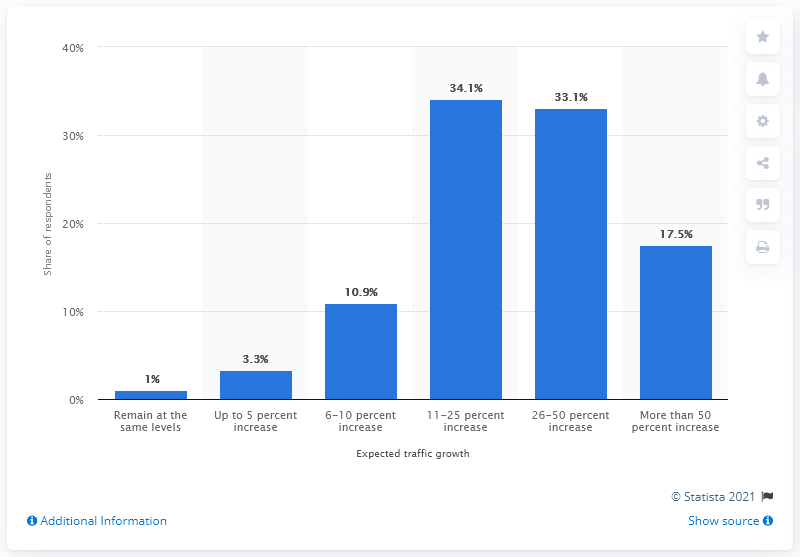 40%
30%
20%
10%
0%
Share of respondents
1%
3.3%
10.9%
34.1%
33.1%
17.5%
Remain at the
same levels
Up to 5 percent
increase
6-10 percent
increase
11-25 percent
increase
26-50 percent
increase
More than 50
percent increase
Expected traffic growth
© Statista 2021
Additional Information
Show source